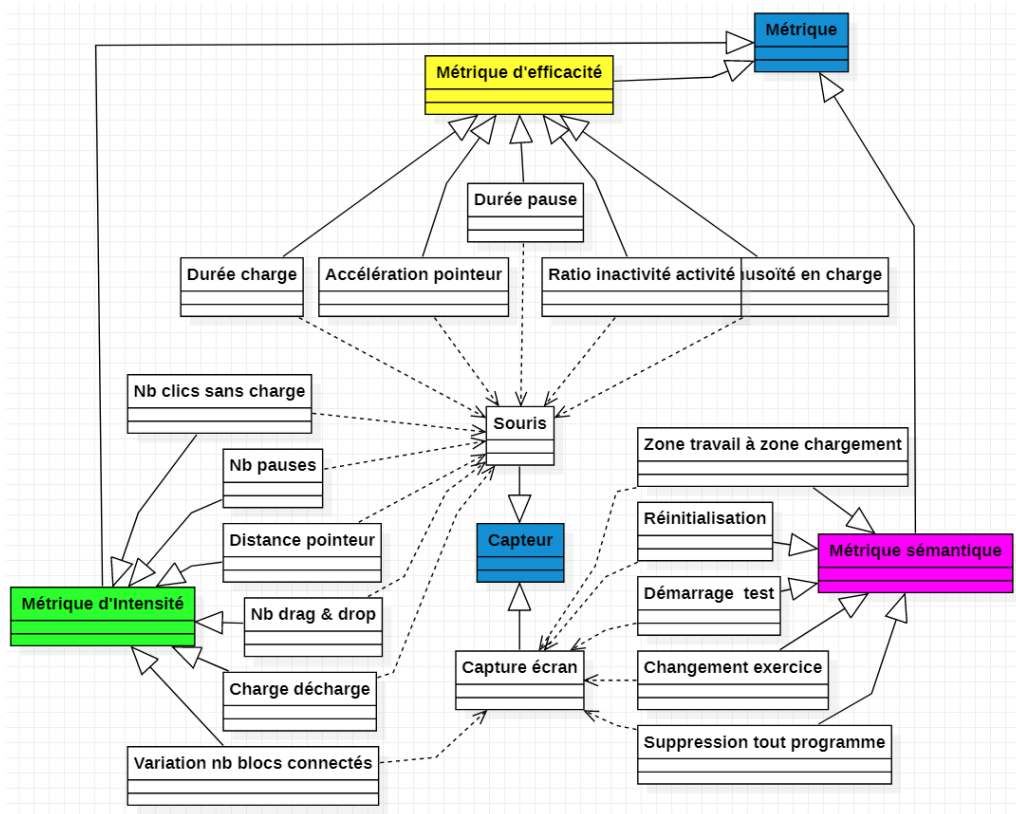 Métrique
Métrique d'efficacité
Durée pause
Durée charge
Accélération pointeur
Ratio inactivité activité
en charge
Nb clics sans charge
Souris
Zone travail à zone chargement
Nb pauses
Réinitialisation
Distance pointeur
Capteur
Métrique sémantique
Démarrage test
Métrique d'Intensité
Nb drag & drop
Capture écran
Changement exercice
Charge décharge
Suppression tout programme
Variation nb blocs connectés